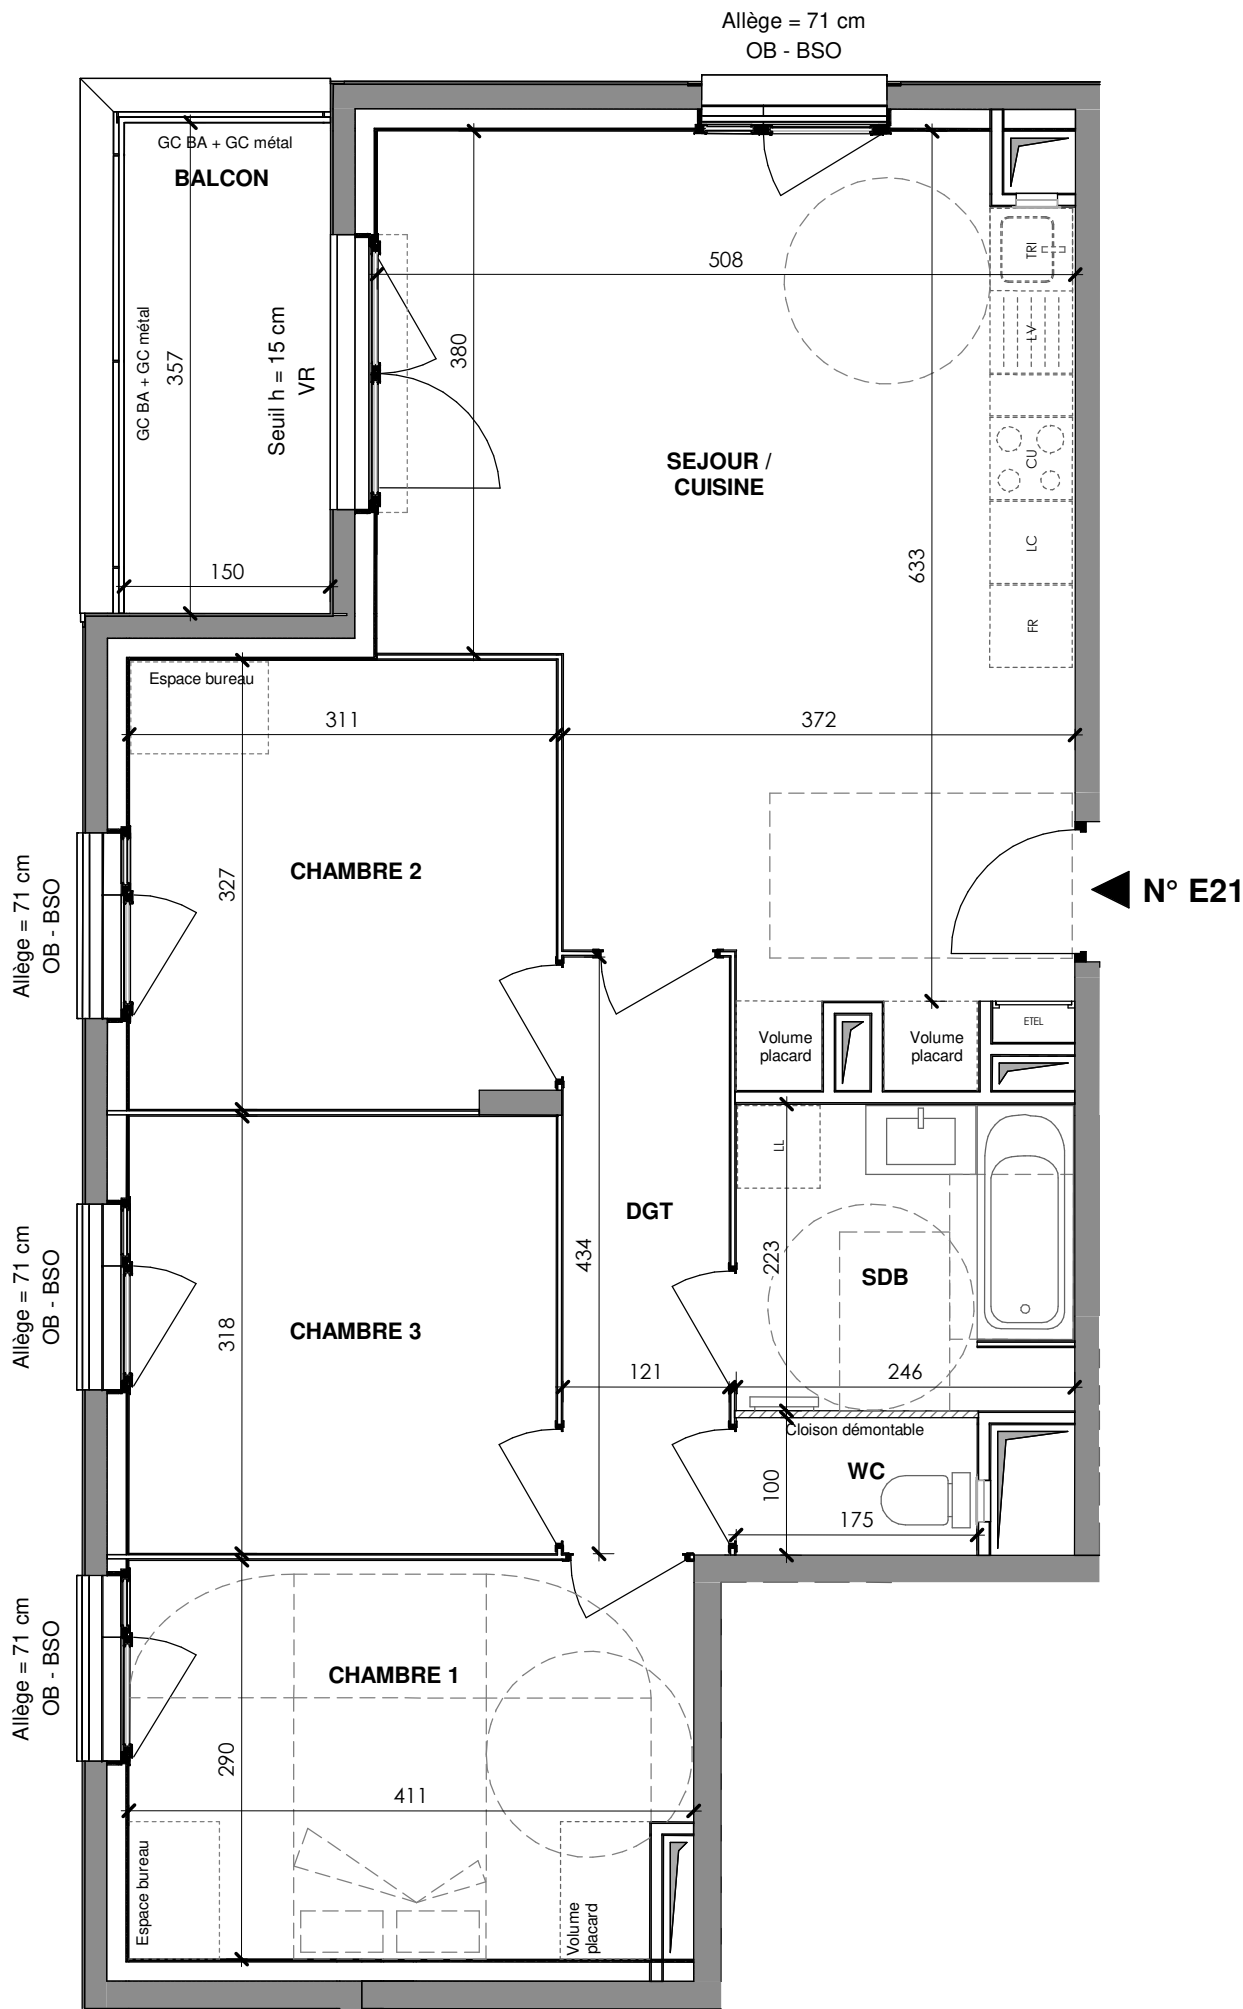 Allège = 71 cm
OB - BSO
GC BA + GC métal
BALCON
GC BA + GC métal
357
Seuil h = 15 cm
VR
150
508
380
TRI
LV
SEJOUR /
CUISINE
CU
LC
633
FR
Espace bureau
311
372
Allège = 71 cm
OB - BSO
327
CHAMBRE 2
N° E21
Volume
placard
Volume
placard
ETEL
LL
Allège = 71 cm
OB - BSO
318
CHAMBRE 3
DGT
434
223
SDB
121
246
Cloison démontable
WC
100
175
Allège = 71 cm
OB - BSO
CHAMBRE 1
290
411
Espace bureau
Volume
placard